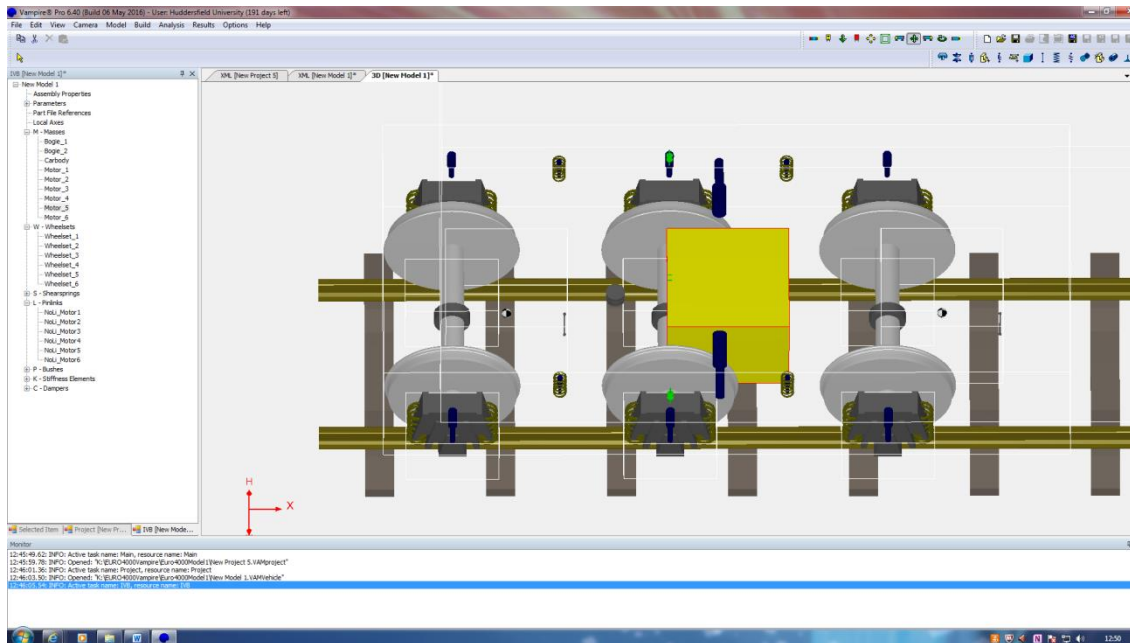 Vampire® Pro 6.40 (Build 06 May 2016) - User: Huddersfield University (191 days left)
File Edit View Camera Model Build Analysis Results Options Help
IVB [New Model 1]*
XML [New Project 5] XML [New Model 1]* 3D [New Model 1]*
New Model 1
Assembly Properties
Parameters
Part File References
Local Axes
M - Masses
Bogie_1
Bogie_2
Carbody
Motor_1
Motor_2
Motor_3
Motor_4
Motor_5
Motor_6
W - Wheelsets
Wheelset_1
Wheelset_2
Wheelset_3
Wheelset_4
Wheelset_5
Wheelset_6
S - Shearsprings
L - Pinlinks
NoLi_Motor1
NoLi_Motor2
NoLi_Motor3
NoLi_Motor4
NoLi_Motor5
NoLi_Motor6
P - Bushes
K - Stiffness Elements
C - Dampers
H
X
Selected Item Project [New Pr... IVB [New Mode...
Monitor
12:45:49.62: INFO: Active task name: Main, resource name: Main
12:45:59.78: INFO: Opened: "K:\EURO4000Vampire\Euro4000Model1\New Project 5.VAMproject"
12:46:01.36: INFO: Active task name: Project, resource name: Project
12:46:03.50: INFO: Opened: "K:\EURO4000Vampire\Euro4000Model1\New Model 1.VAMVehicle"
12:46:05.54: INFO: Active task name: IVB, resource name: IVB
12:50